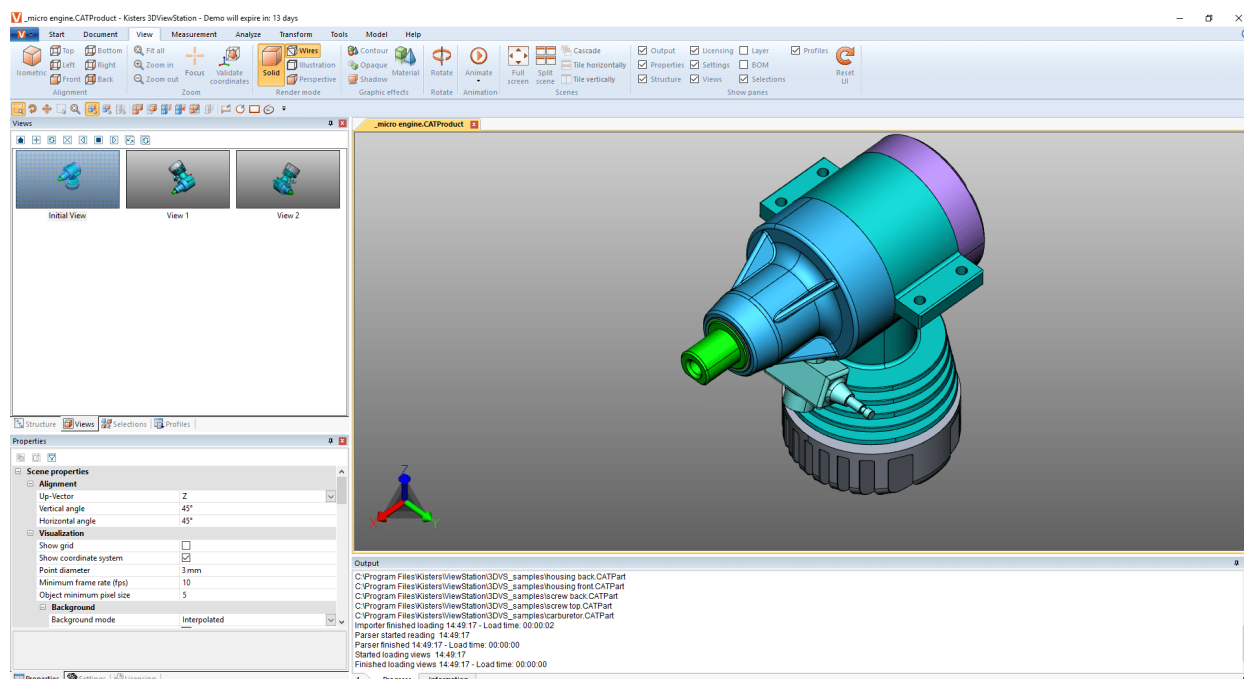 _micro engine.CATProduct - Kisters 3DViewStation - Demo will expire in: 13 days
Start Document View Measurement Analyze Transform Tools Model Help
Top Bottom Fit all Wires Contour Cascade Output Licensing Layer Profiles
Isometric Left Right Zoom in Focus Validate coordinates Solid Illustration Opaque Material Rotate Animate Full screen Split scene Tile horizontally Properties Settings BOM Reset UI
Front Back Zoom out Perspective Shadow Tile vertically Structure Views Selections
Alignment Zoom Render mode Graphic effects Rotate Animation Scenes Show panes
Views
_micro engine.CATProduct
Initial View View 1 View 2
Structure Views Selections Profiles
Properties
Scene properties
Alignment
Up-Vector Z
Vertical angle 45°
Horizontal angle 45°
Visualization
Show grid
Show coordinate system
Point diameter 3 mm
Minimum frame rate (fps) 10
Object minimum pixel size 5
Background
Background mode Interpolated
Z
X Y
Output
C:\Program Files\Kisters\ViewStation\3DVS_samples\housing back.CATPart
C:\Program Files\Kisters\ViewStation\3DVS_samples\housing front.CATPart
C:\Program Files\Kisters\ViewStation\3DVS_samples\screw back.CATPart
C:\Program Files\Kisters\ViewStation\3DVS_samples\screw top.CATPart
C:\Program Files\Kisters\ViewStation\3DVS_samples\carburetor.CATPart
Importer finished loading 14:49:17 - Load time: 00:00:02
Parser started reading 14:49:17
Parser finished 14:49:17 - Load time: 00:00:00
Started loading views 14:49:17
Finished loading views 14:49:17 - Load time: 00:00:00
Properties Settings Licensing
Progress Information